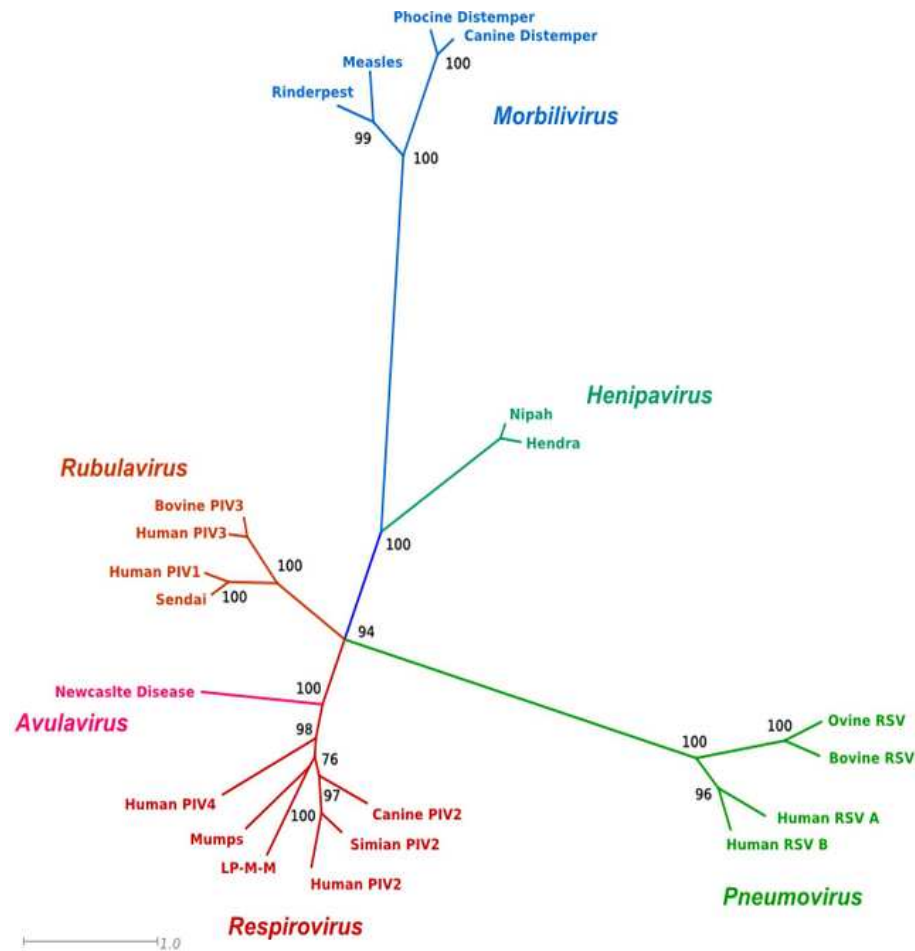 Phocine Distemper
Canine Distemper
Measles
100
Rinderpest
Morbilivirus
99
100
Henipavirus
Nipah
Hendra
Rubulavirus
Bovine PIV3
Human PIV3
100
100
Human PIV1
Sendai
100
94
100
Newcaslte Disease
Avulavirus
98
76
Human PIV4
97
100
Canine PIV2
Mumps
Simian PIV2
LP-M-M
Human PIV2
Respirovirus
100
100
Ovine RSV
Bovine RSV
96
Human RSV A
Human RSV B
Pneumovirus
1.0